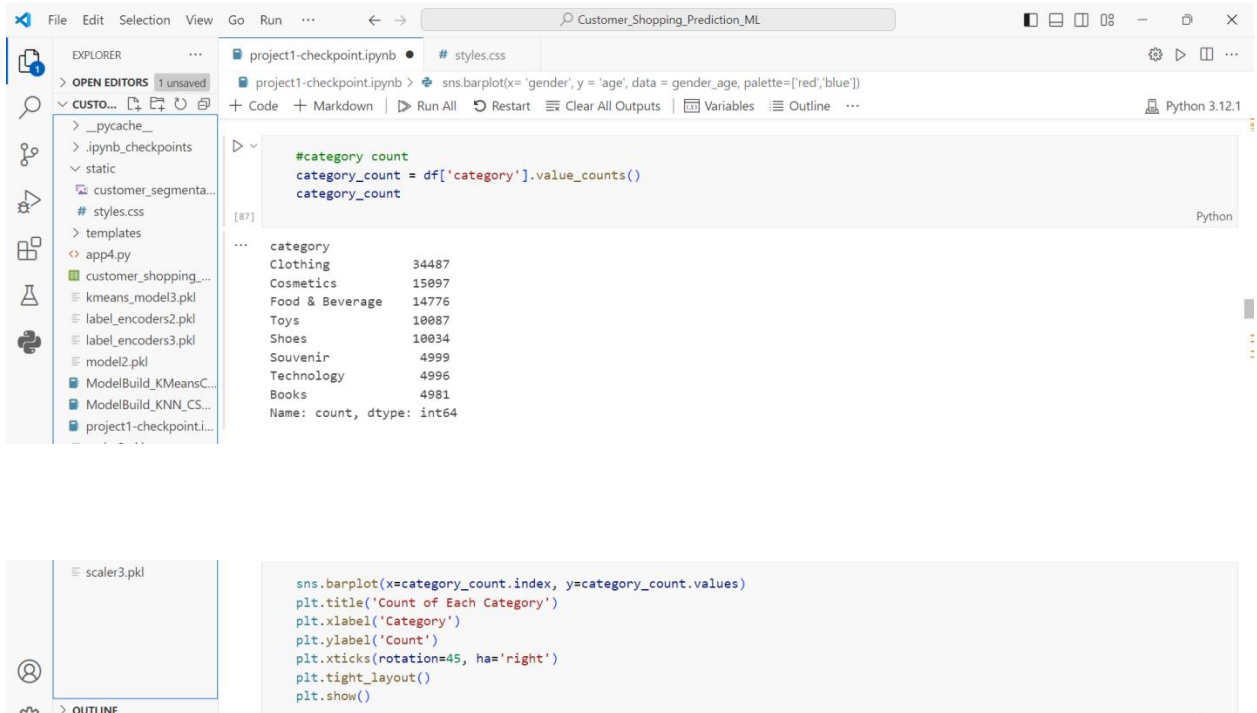 File Edit Selection View Go Run ... Customer_Shopping_Prediction_ML
EXPLORER ...
OPEN EDITORS 1 unsaved
CUSTO...
__pycache__
.ipynb_checkpoints
static
customer_segmenta...
# styles.css
templates
app4.py
customer_shopping_...
kmeans_model3.pkl
label_encoders2.pkl
label_encoders3.pkl
model2.pkl
ModelBuild_KMeansC...
ModelBuild_KNN_CS...
project1-checkpoint.i...
project1-checkpoint.ipynb # styles.css
project1-checkpoint.ipynb > sns.barplot(x= 'gender', y = 'age', data = gender_age, palette=['red','blue'])
+ Code + Markdown | Run All Restart Clear All Outputs | Variables Outline ... Python 3.12.1
#category count
category_count = df['category'].value_counts()
category_count
[87] Python
... category
Clothing 34487
Cosmetics 15097
Food & Beverage 14776
Toys 10087
Shoes 10034
Souvenir 4999
Technology 4996
Books 4981
Name: count, dtype: int64
scaler3.pkl
OUTLINE
sns.barplot(x=category_count.index, y=category_count.values)
plt.title('Count of Each Category')
plt.xlabel('Category')
plt.ylabel('Count')
plt.xticks(rotation=45, ha='right')
plt.tight_layout()
plt.show()